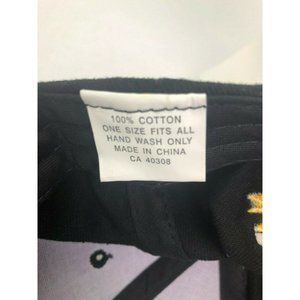 100% COTTON
ONE SIZE FITS ALL
HAND WASH ONLY
MADE IN CHINA
CA 40308